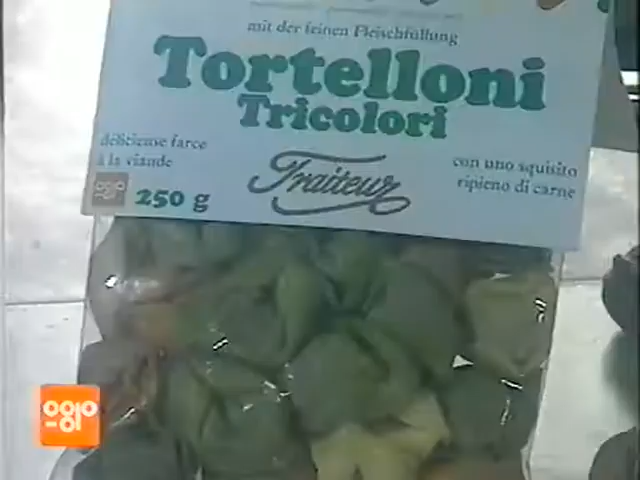 mit der feinen Fleischfüllung
Tortelloni
Tricolori
délicieuse farce
à la viande
Traiteur
con uno squisito
ripieno di carne
250 g